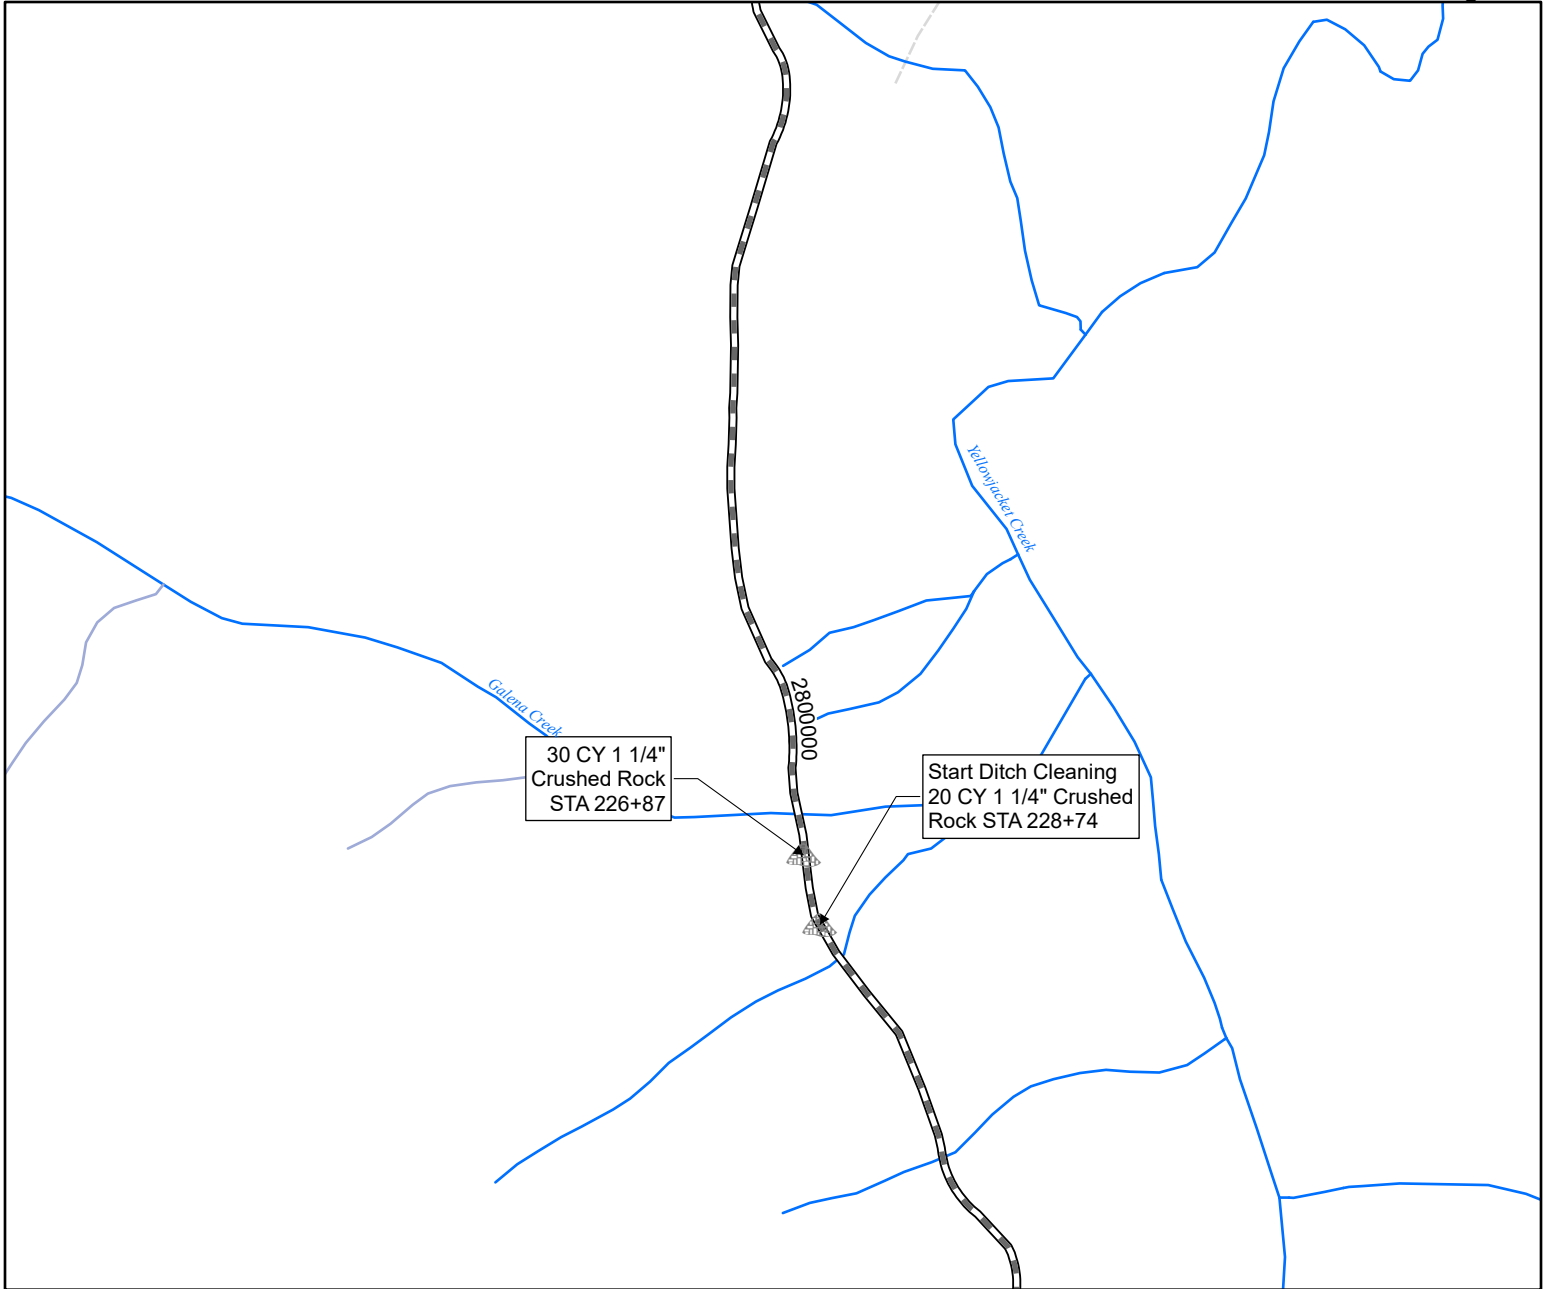 Yellowjacket Creek
Galena Creek
2800000
30 CY 1 1/4"
Crushed Rock
STA 226+87
Start Ditch Cleaning
20 CY 1 1/4" Crushed
Rock STA 228+74